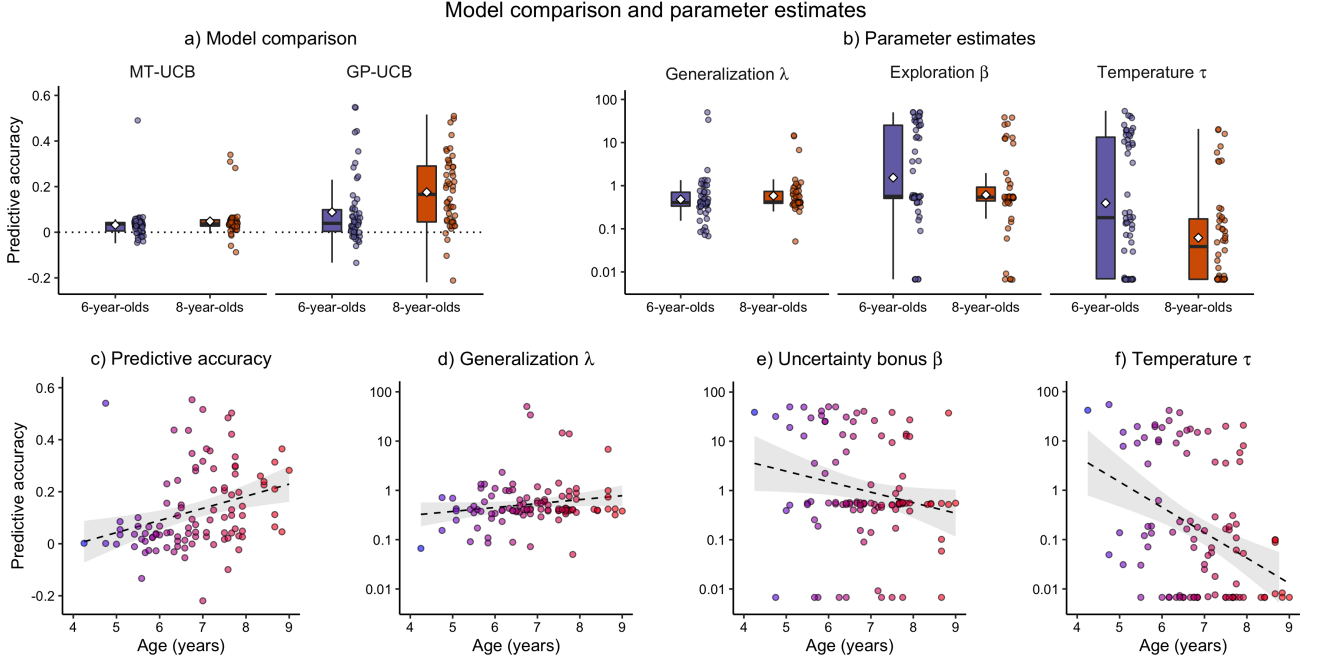 Model comparison and parameter estimates
a) Model comparison
b) Parameter estimates
MT-UCB
GP-UCB
Generalization λ
Exploration β
Temperature τ
Predictive accuracy
0.6
0.4
0.2
0
-0.2
6-year-olds
8-year-olds
6-year-olds
8-year-olds
100
10
1
0.1
0.01
6-year-olds
8-year-olds
6-year-olds
8-year-olds
6-year-olds
8-year-olds
c) Predictive accuracy
d) Generalization λ
e) Uncertainty bonus β
f) Temperature τ
Predictive accuracy
0.6
0.4
0.2
0
-0.2
4 5 6 7 8 9
Age (years)
100
10
1
0.1
0.01
4 5 6 7 8 9
Age (years)
100
10
1
0.1
0.01
4 5 6 7 8 9
Age (years)
100
10
1
0.1
0.01
4 5 6 7 8 9
Age (years)